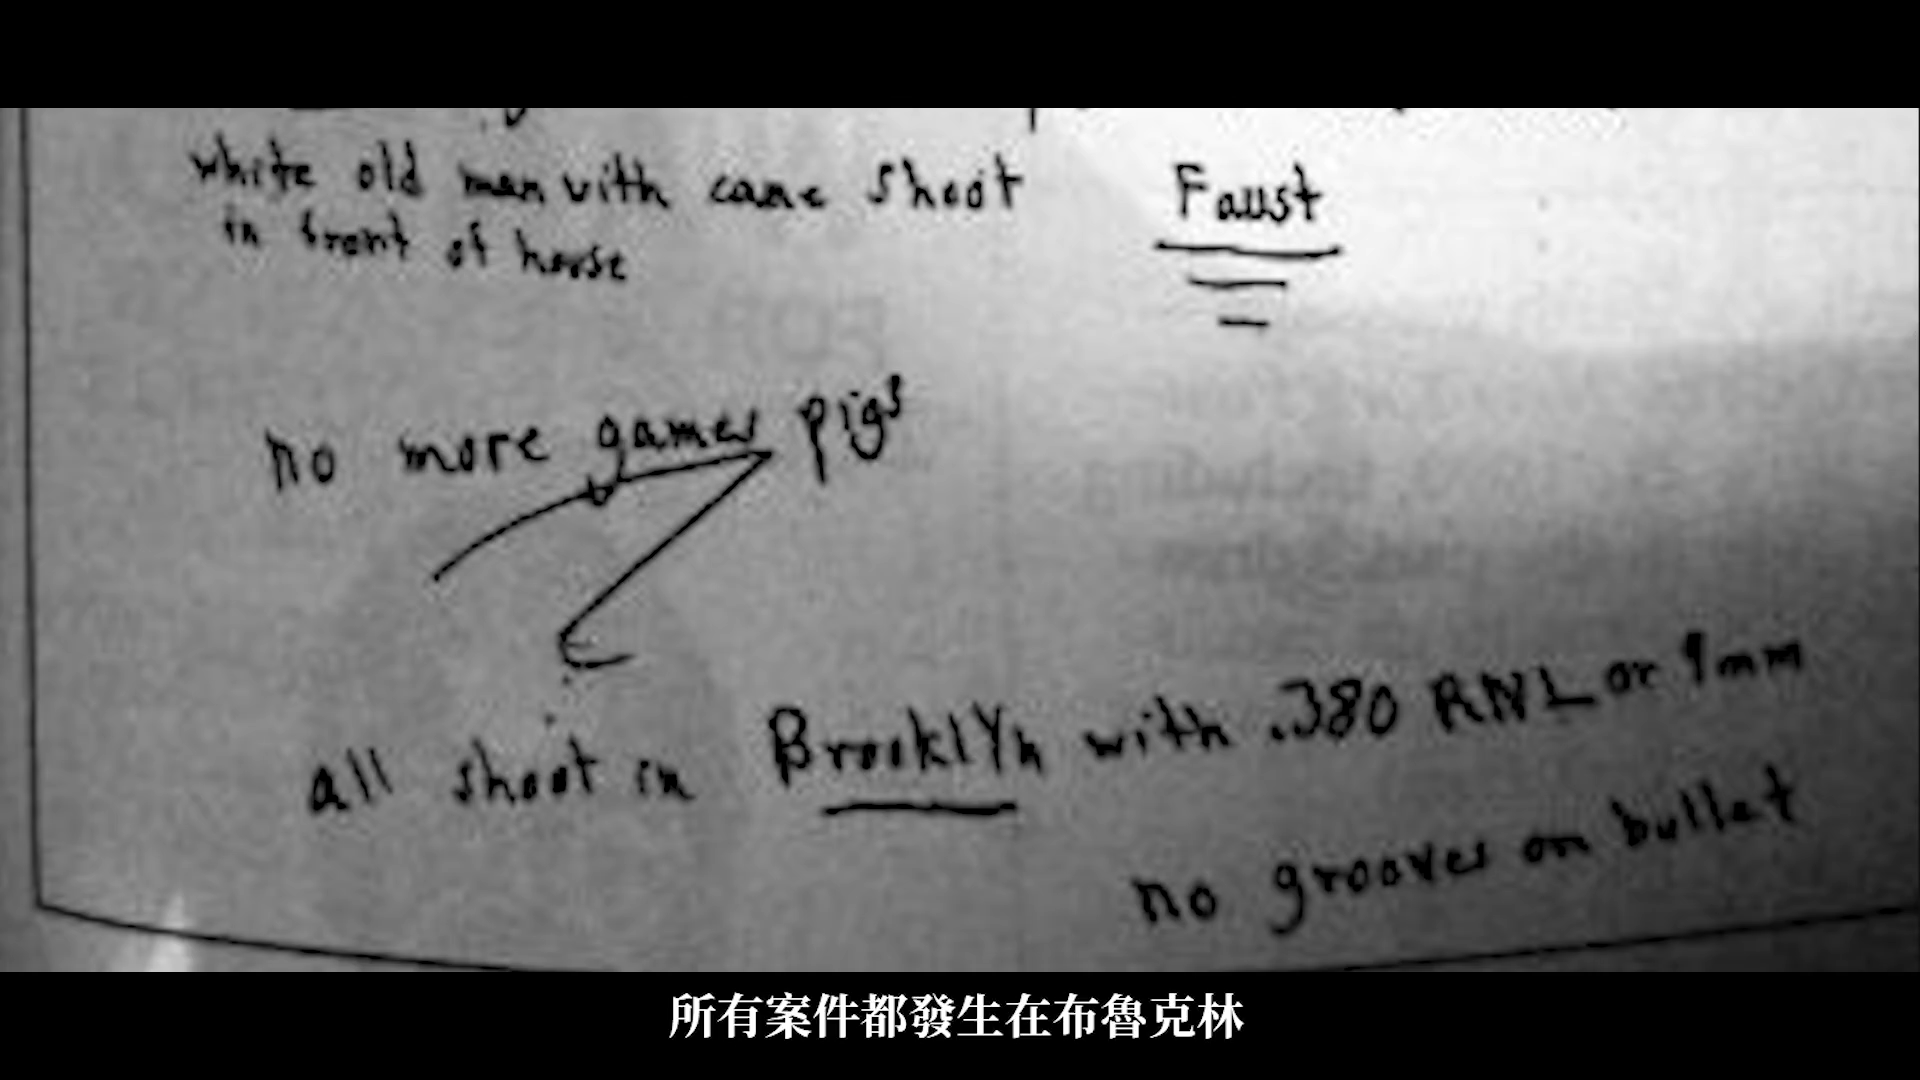 white old man with cane shoot
in front of house
Faust
no more games pigs
all shoot in Brooklyn with .380 RNL or 9mm
no grooves on bullet
所有案件都發生在布魯克林